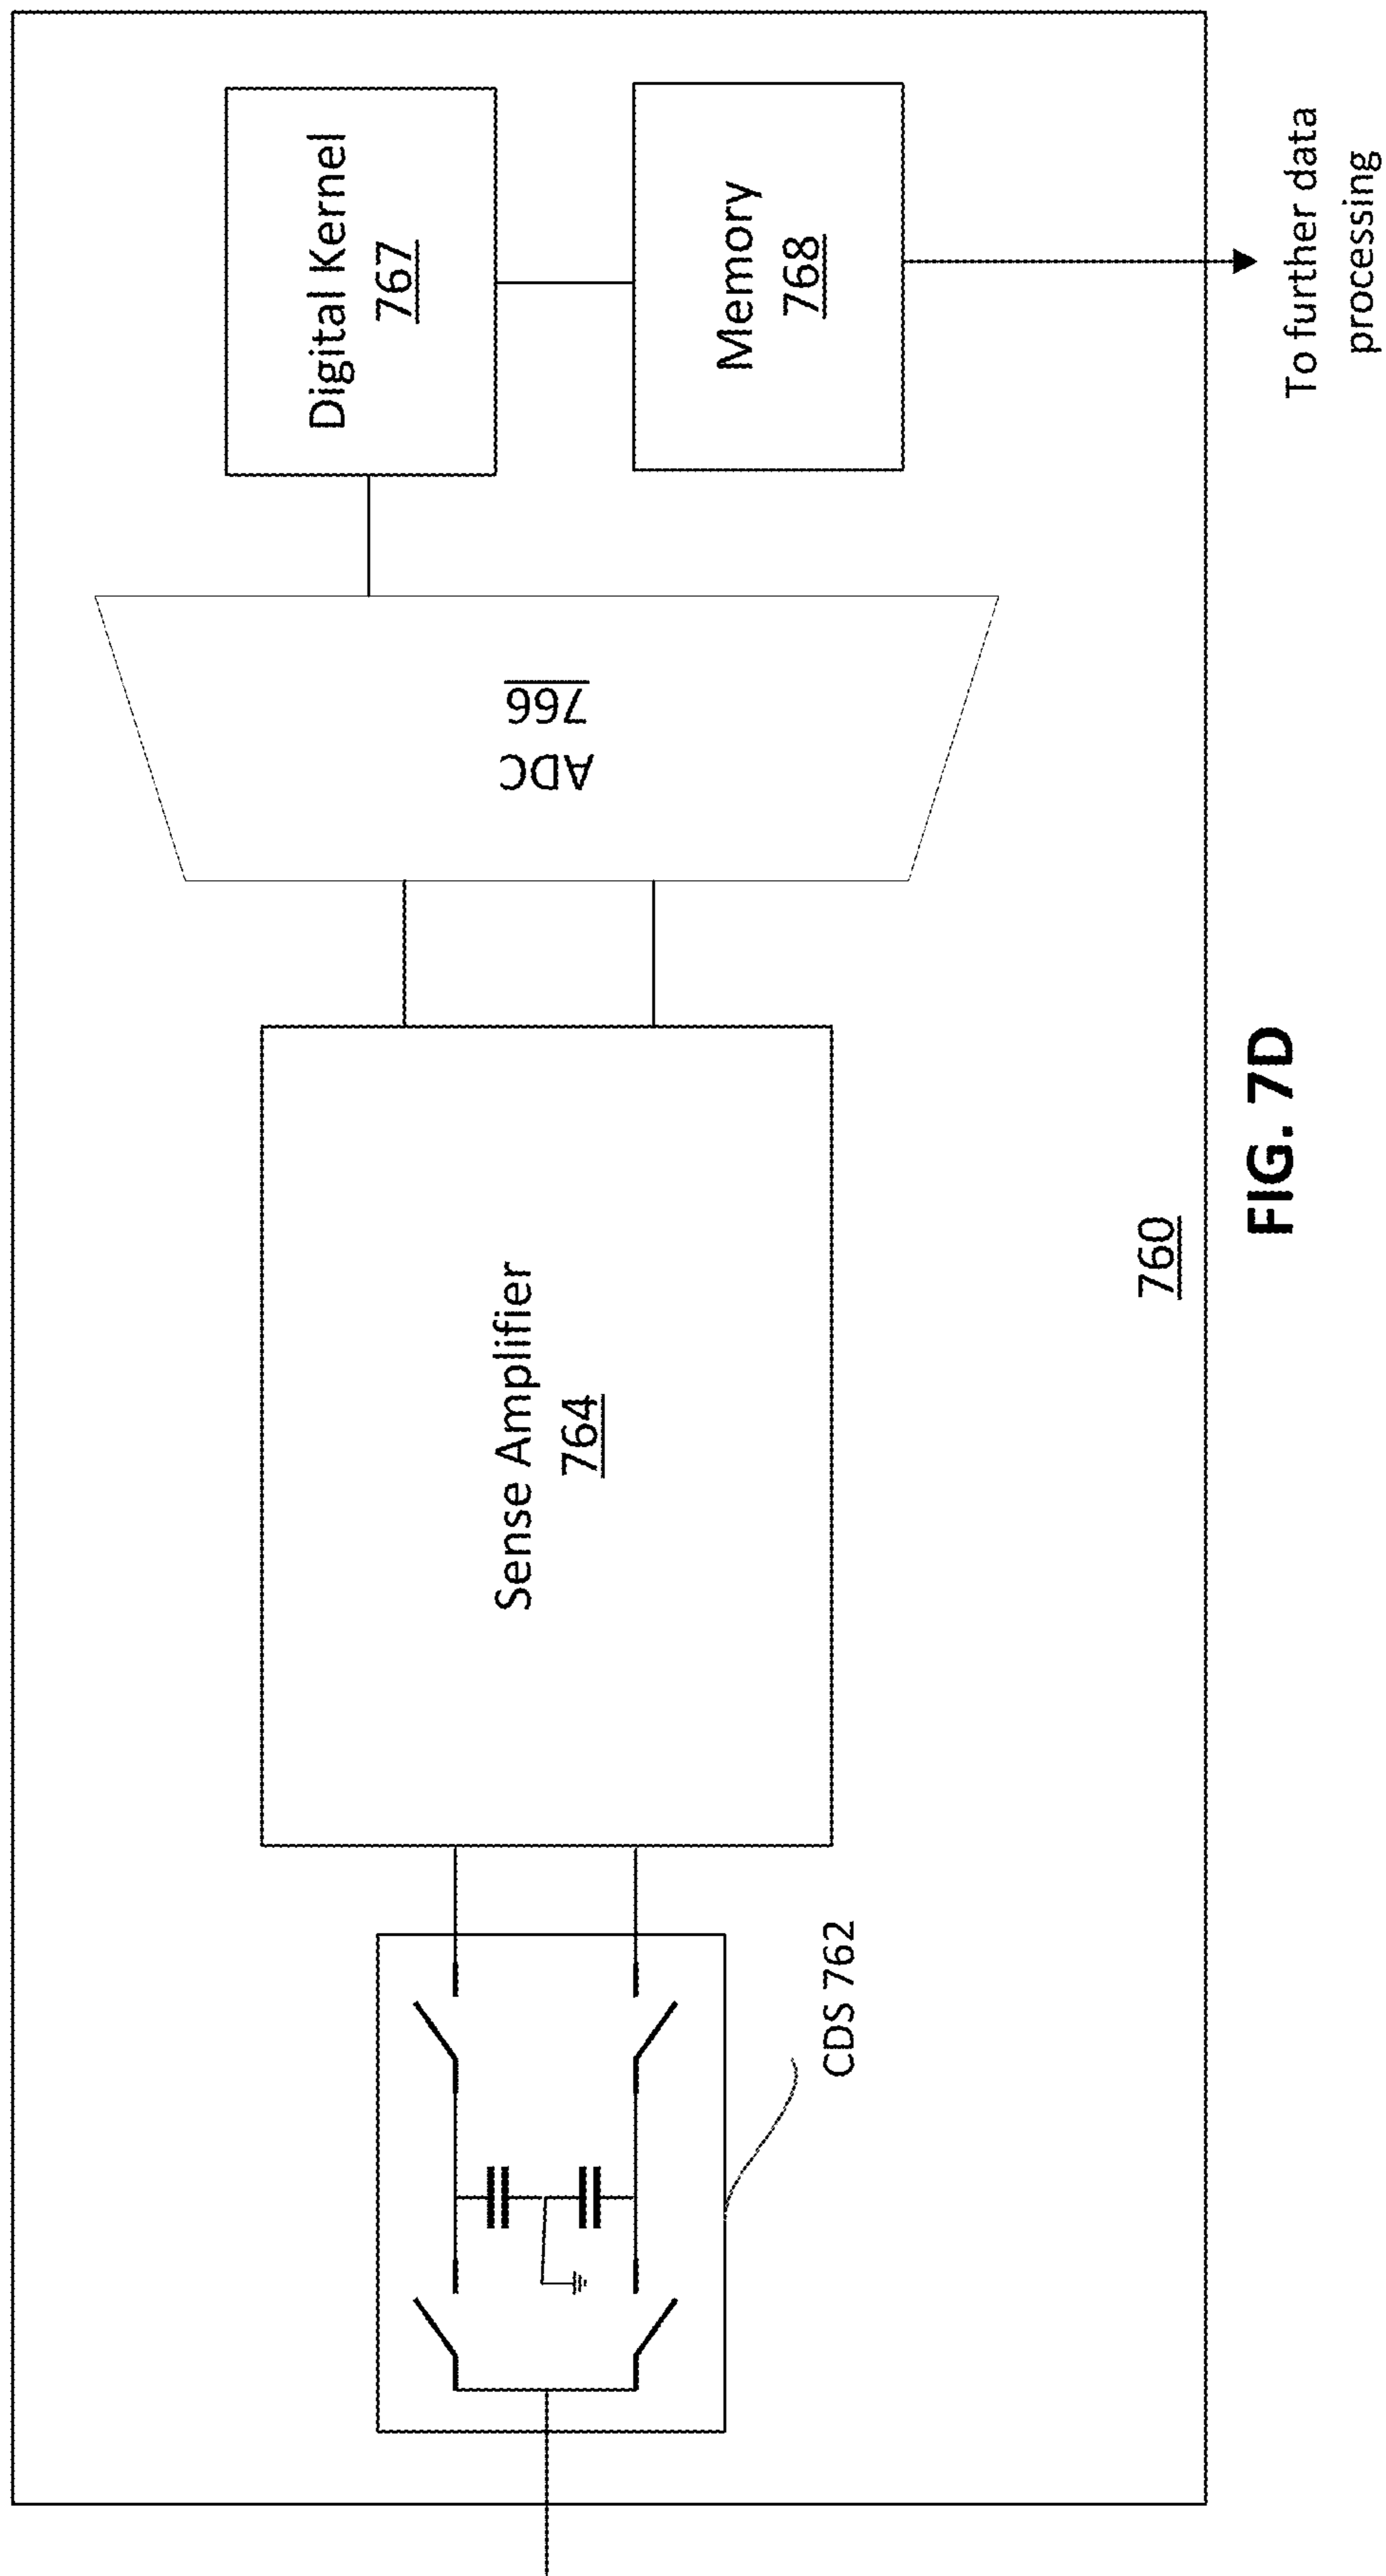 CDS 762
Sense Amplifier
764
ADC
766
Digital Kernel
767
Memory
768
To further data
processing
760
FIG. 7D